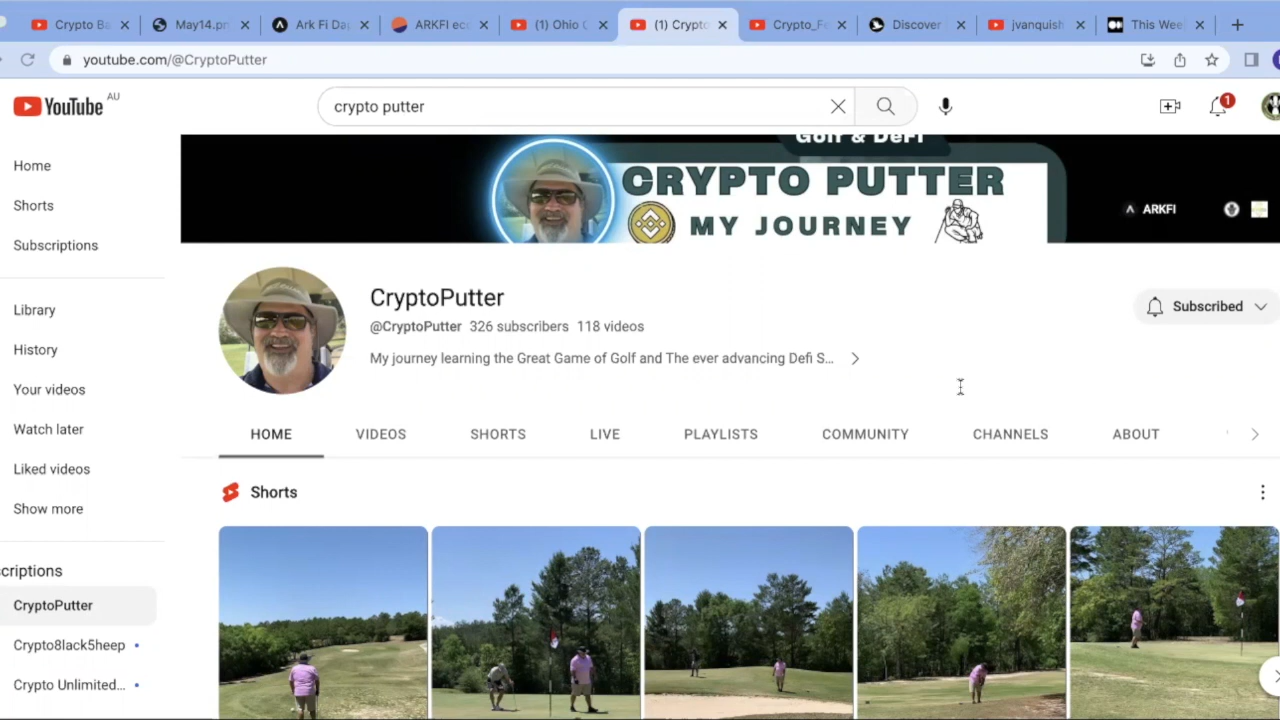 Crypto Ba
May14.pn
Ark Fi Da
ARKFI eco
(1) Ohio C
(1) Crypto
Crypto_Fo
Discover
jvanquish
This Wee
youtube.com/@CryptoPutter
YouTube AU
crypto putter
1
Home
Shorts
Subscriptions
Library
History
Your videos
Watch later
Liked videos
Show more
scriptions
CryptoPutter
Crypto8lack5heep
Crypto Unlimited...
Golf & DeFi
CRYPTO PUTTER
MY JOURNEY
ARKFI
CryptoPutter
@CryptoPutter 326 subscribers 118 videos
My journey learning the Great Game of Golf and The ever advancing Defi S...
Subscribed
HOME VIDEOS SHORTS LIVE PLAYLISTS COMMUNITY CHANNELS ABOUT
Shorts